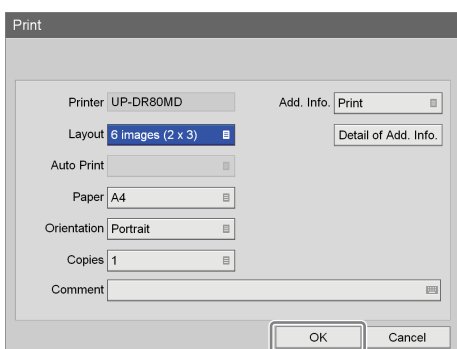 Print
Printer UP-DR80MD Add. Info. Print
Layout 6 images (2 x 3) Detail of Add. Info.
Auto Print
Paper A4
Orientation Portrait
Copies 1
Comment
OK Cancel